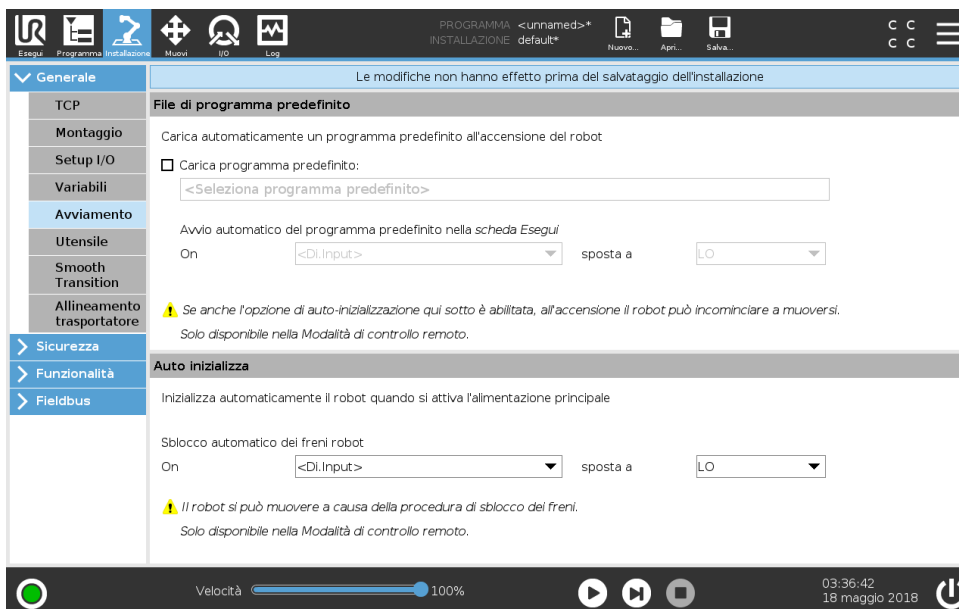 UR
PROGRAMMA <unnamed>*
INSTALLAZIONE default*
Esegui
Programma
Installazione
Muovi
I/O
Log
Nuovo...
Apri...
Salva...
C C
C C
Generale
TCP
Montaggio
Setup I/O
Variabili
Avviamento
Utensile
Smooth
Transition
Allineamento
trasportatore
Sicurezza
Funzionalità
Fieldbus
Le modifiche non hanno effetto prima del salvataggio dell'installazione
File di programma predefinito
Carica automaticamente un programma predefinito all'accensione del robot
Carica programma predefinito:
<Seleziona programma predefinito>
Avvio automatico del programma predefinito nella scheda Esegui
On <Di.Input> sposta a LO
Se anche l'opzione di auto-inizializzazione qui sotto è abilitata, all'accensione il robot può incominciare a muoversi.
Solo disponibile nella Modalità di controllo remoto.
Auto inizializza
Inizializza automaticamente il robot quando si attiva l'alimentazione principale
Sblocco automatico dei freni robot
On <Di.Input> sposta a LO
Il robot si può muovere a causa della procedura di sblocco dei freni.
Solo disponibile nella Modalità di controllo remoto.
Velocità 100%
03:36:42
18 maggio 2018